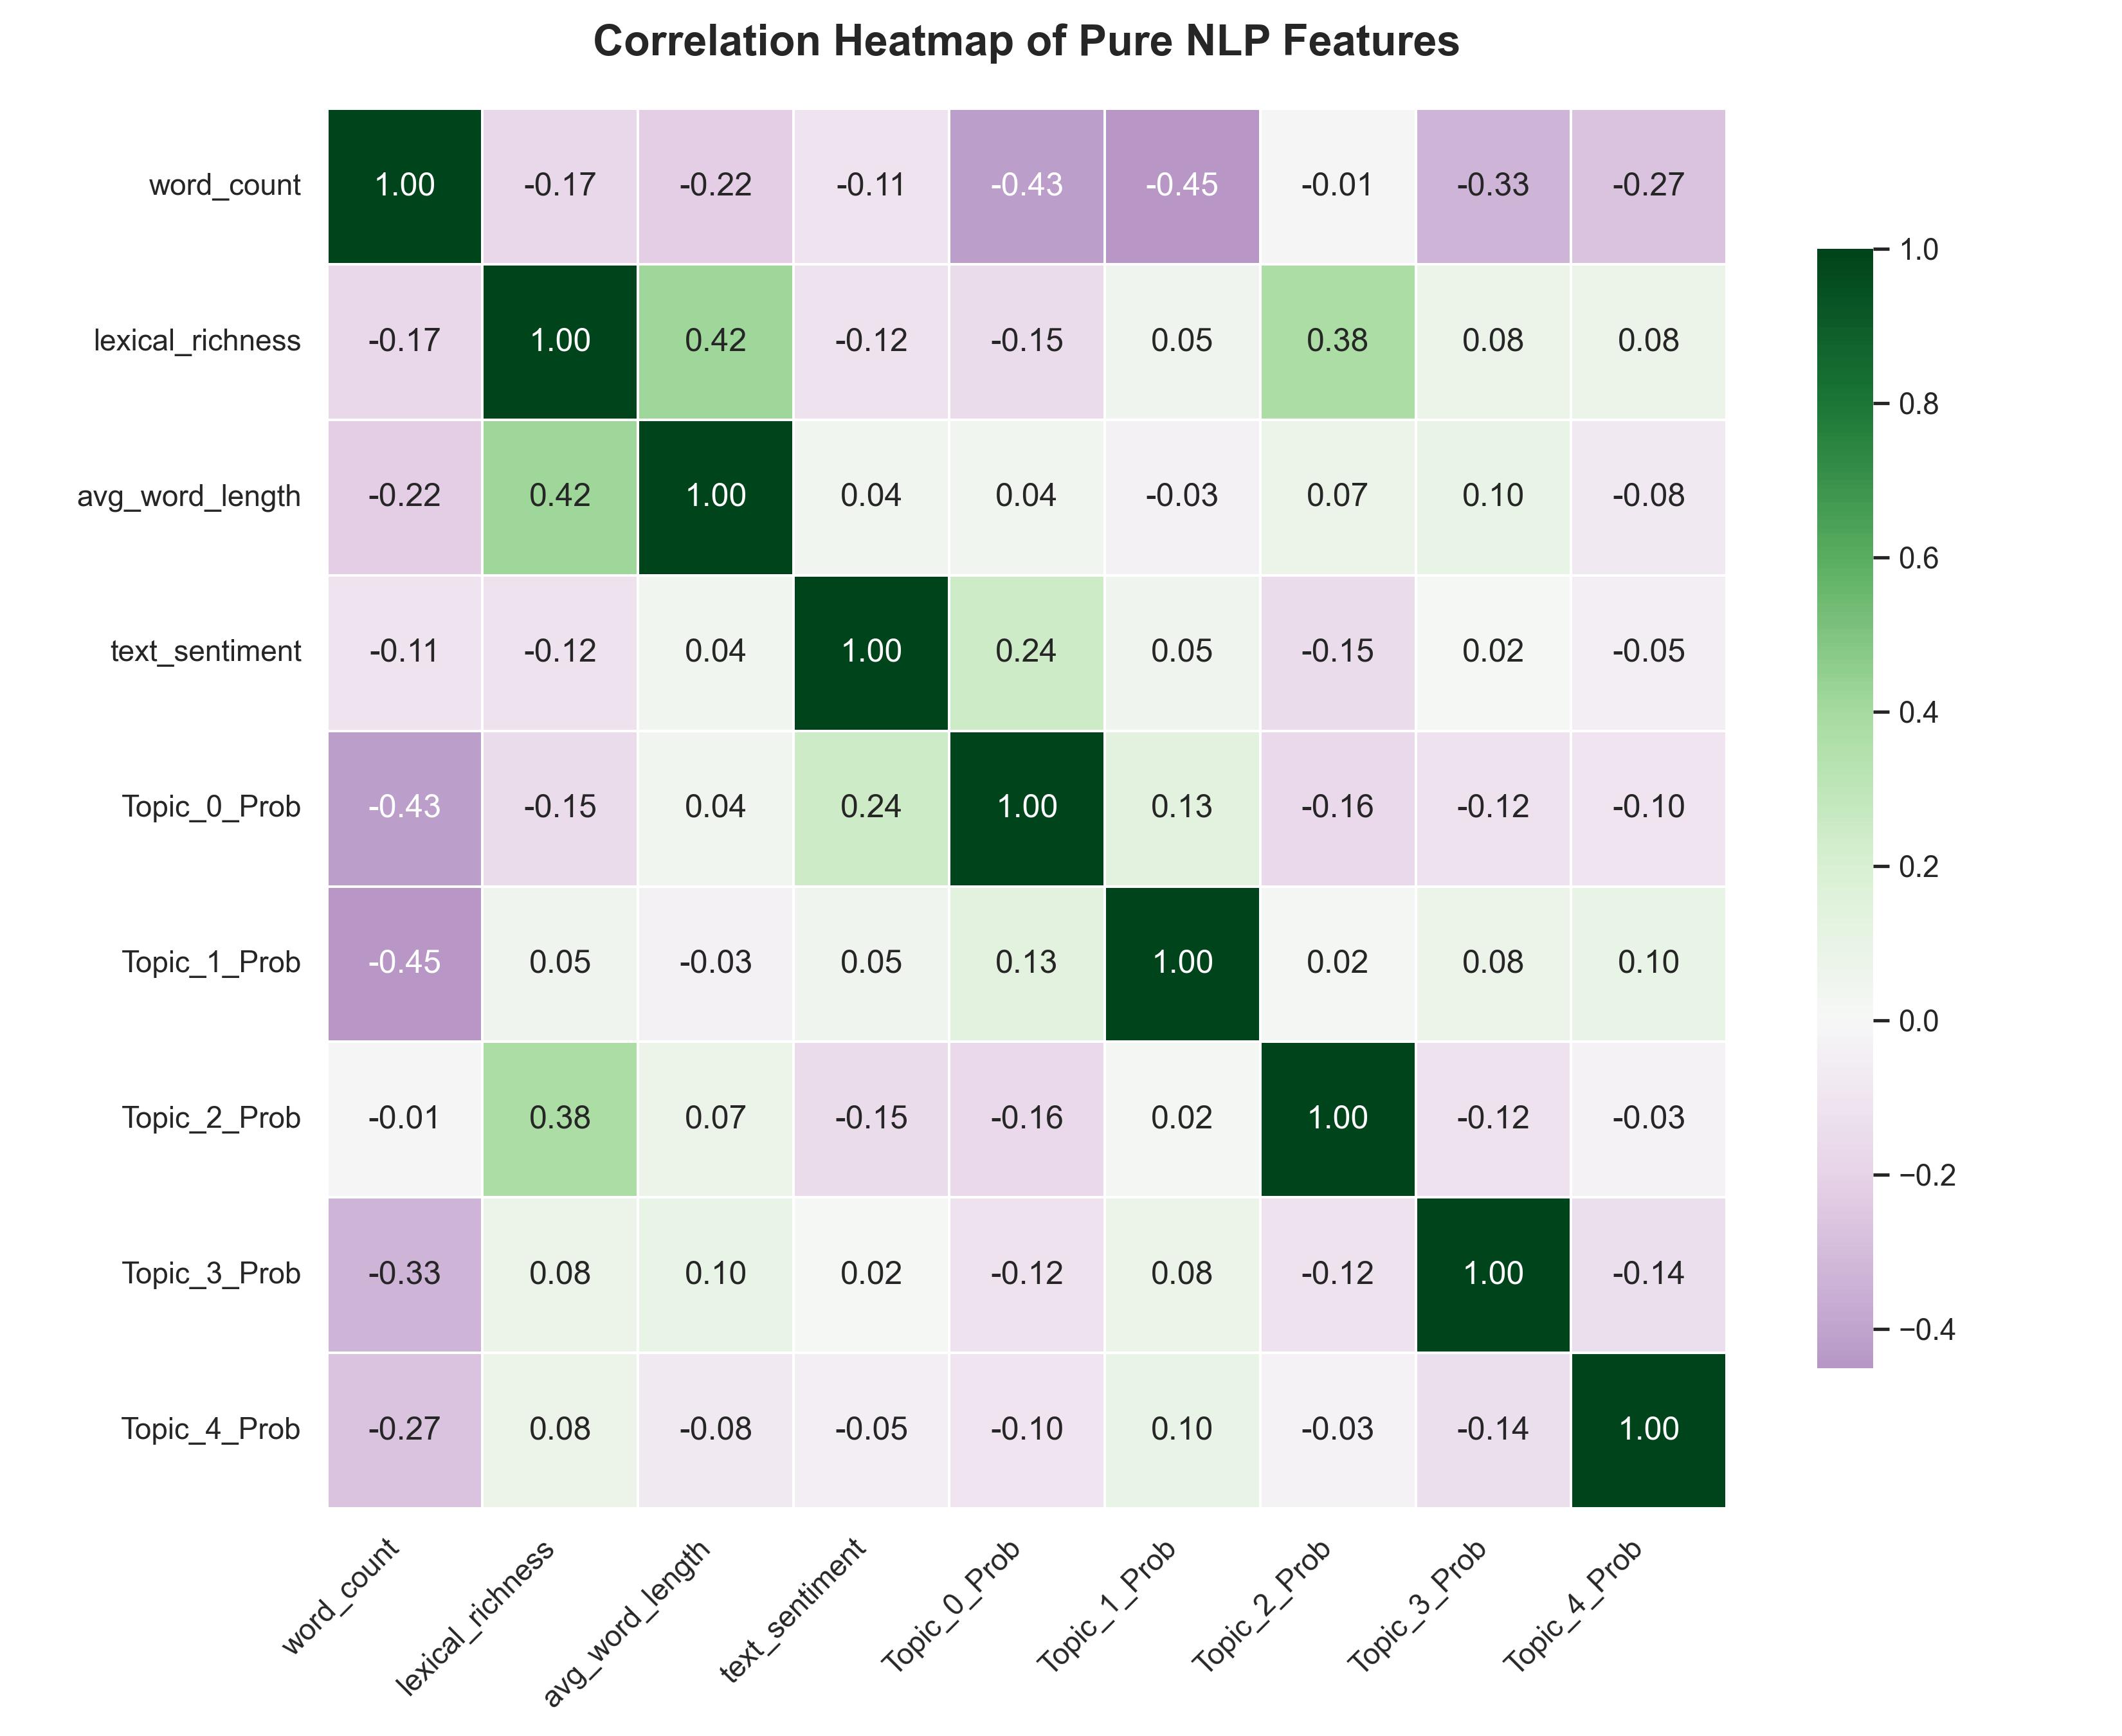 Correlation Heatmap of Pure NLP Features
word_count 1.00 -0.17 -0.22 -0.11 -0.43 -0.45 -0.01 -0.33 -0.27
lexical_richness -0.17 1.00 0.42 -0.12 -0.15 0.05 0.38 0.08 0.08
avg_word_length -0.22 0.42 1.00 0.04 0.04 -0.03 0.07 0.10 -0.08
text_sentiment -0.11 -0.12 0.04 1.00 0.24 0.05 -0.15 0.02 -0.05
Topic_0_Prob -0.43 -0.15 0.04 0.24 1.00 0.13 -0.16 -0.12 -0.10
Topic_1_Prob -0.45 0.05 -0.03 0.05 0.13 1.00 0.02 0.08 0.10
Topic_2_Prob -0.01 0.38 0.07 -0.15 -0.16 0.02 1.00 -0.12 -0.03
Topic_3_Prob -0.33 0.08 0.10 0.02 -0.12 0.08 -0.12 1.00 -0.14
Topic_4_Prob -0.27 0.08 -0.08 -0.05 -0.10 0.10 -0.03 -0.14 1.00
word_count
lexical_richness
avg_word_length
text_sentiment
Topic_0_Prob
Topic_1_Prob
Topic_2_Prob
Topic_3_Prob
Topic_4_Prob
1.0
0.8
0.6
0.4
0.2
0.0
−0.2
−0.4